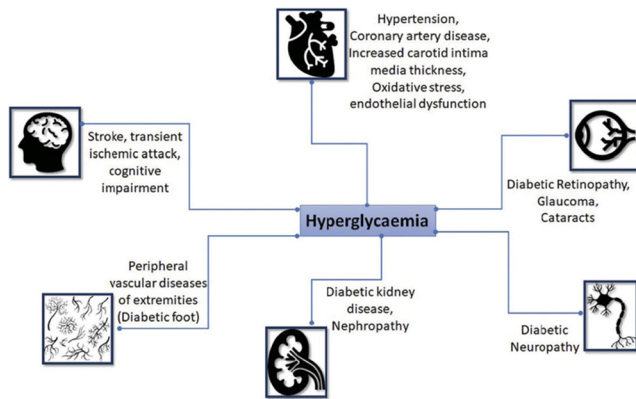 Hypertension,
Coronary artery disease,
Increased carotid intima
media thickness,
Oxidative stress,
endothelial dysfunction
Stroke, transient
ischemic attack,
cognitive
impairment
Diabetic Retinopathy,
Glaucoma,
Cataracts
Hyperglycaemia
Peripheral
vascular diseases
of extremities
(Diabetic foot)
Diabetic kidney
disease,
Nephropathy
Diabetic
Neuropathy